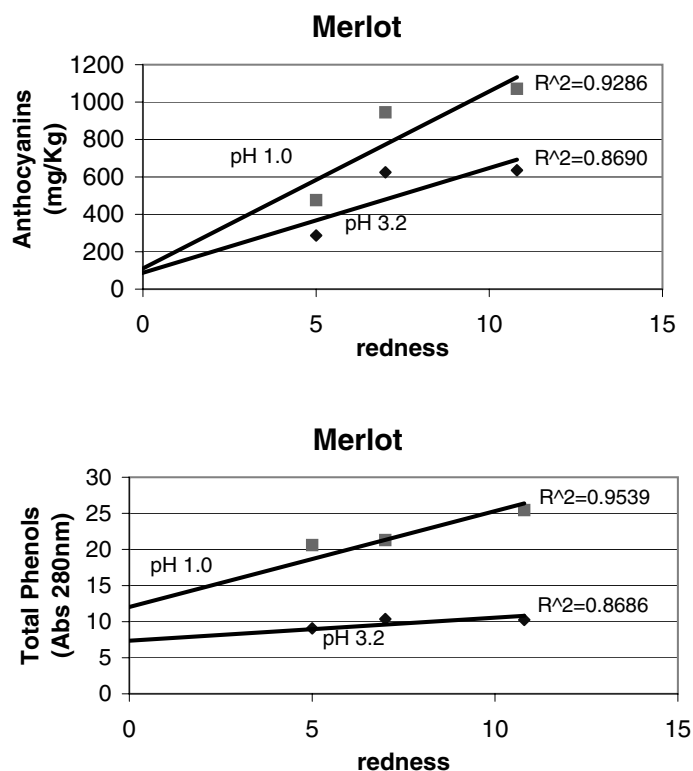 Merlot
1200
1000
800
600
400
200
0
Anthocyanins
(mg/Kg)
R^2=0.9286
pH 1.0
R^2=0.8690
pH 3.2
0 5 10 15
redness
Merlot
30
25
20
15
10
5
0
Total Phenols
(Abs 280nm)
R^2=0.9539
pH 1.0
R^2=0.8686
pH 3.2
0 5 10 15
redness